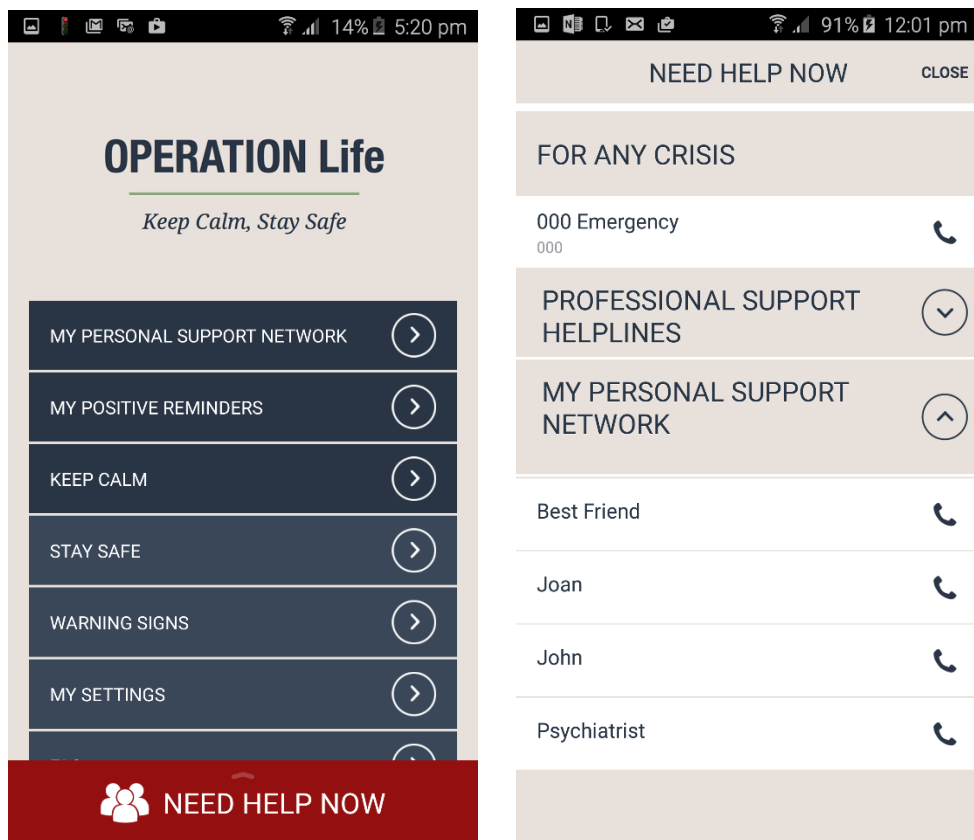 14% 5:20 pm
OPERATION Life
Keep Calm, Stay Safe
MY PERSONAL SUPPORT NETWORK
MY POSITIVE REMINDERS
KEEP CALM
STAY SAFE
WARNING SIGNS
MY SETTINGS
NEED HELP NOW
91% 12:01 pm
NEED HELP NOW CLOSE
FOR ANY CRISIS
000 Emergency
000
PROFESSIONAL SUPPORT
HELPLINES
MY PERSONAL SUPPORT
NETWORK
Best Friend
Joan
John
Psychiatrist